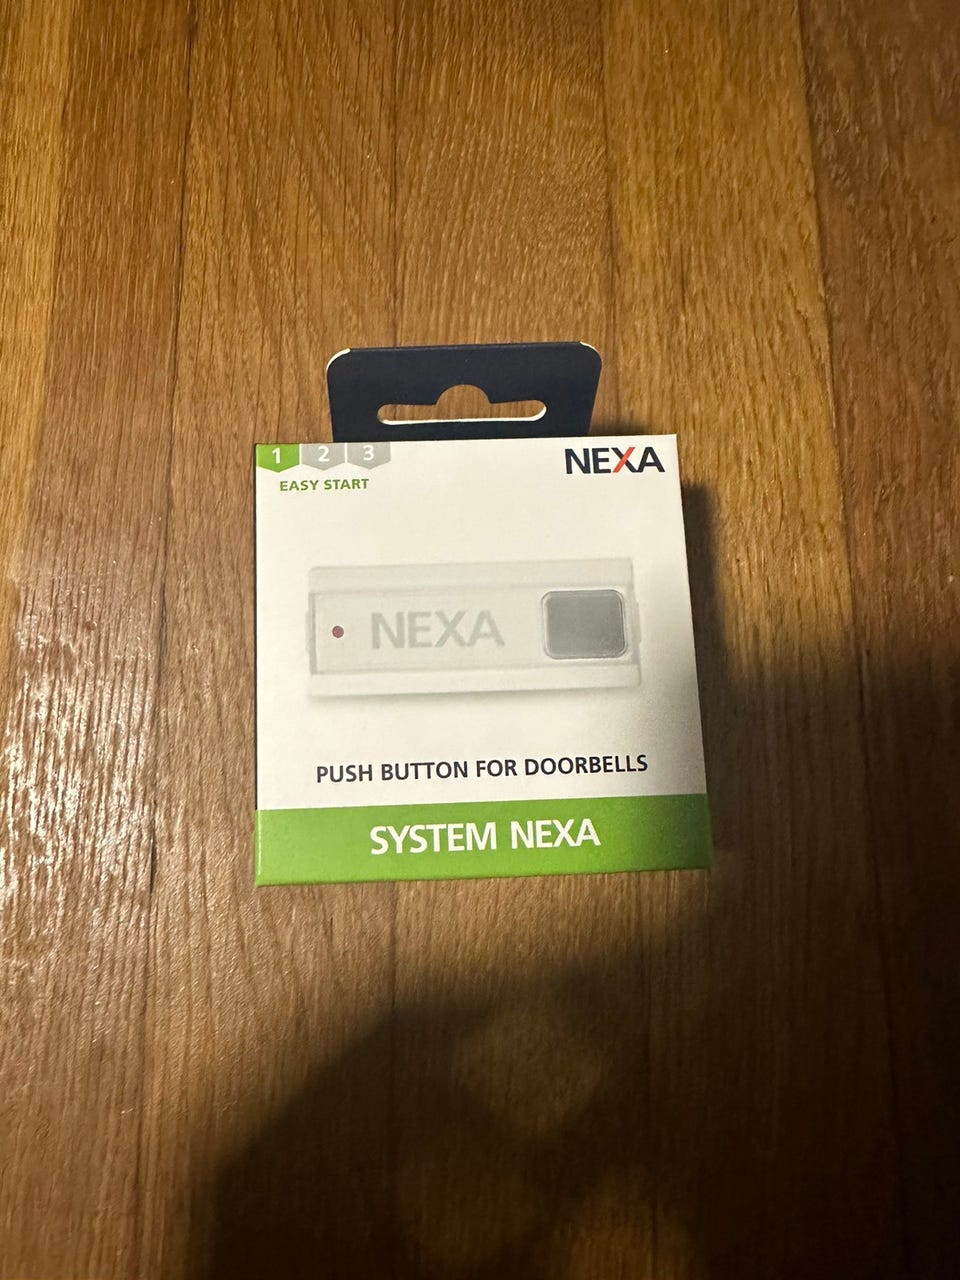 1 2 3
EASY START
NEXA
NEXA
PUSH BUTTON FOR DOORBELLS
SYSTEM NEXA